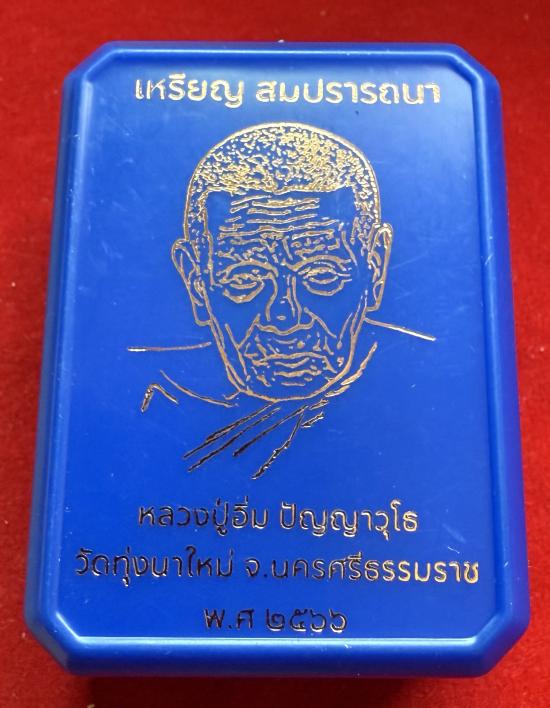 เหรียญ สมปรารถนา
หลวงปู่อิ่ม ปัญญาวุโธ
วัดทุ่งนาใหม่ จ.นครศรีธรรมราช
พ.ศ ๒๕๖๖